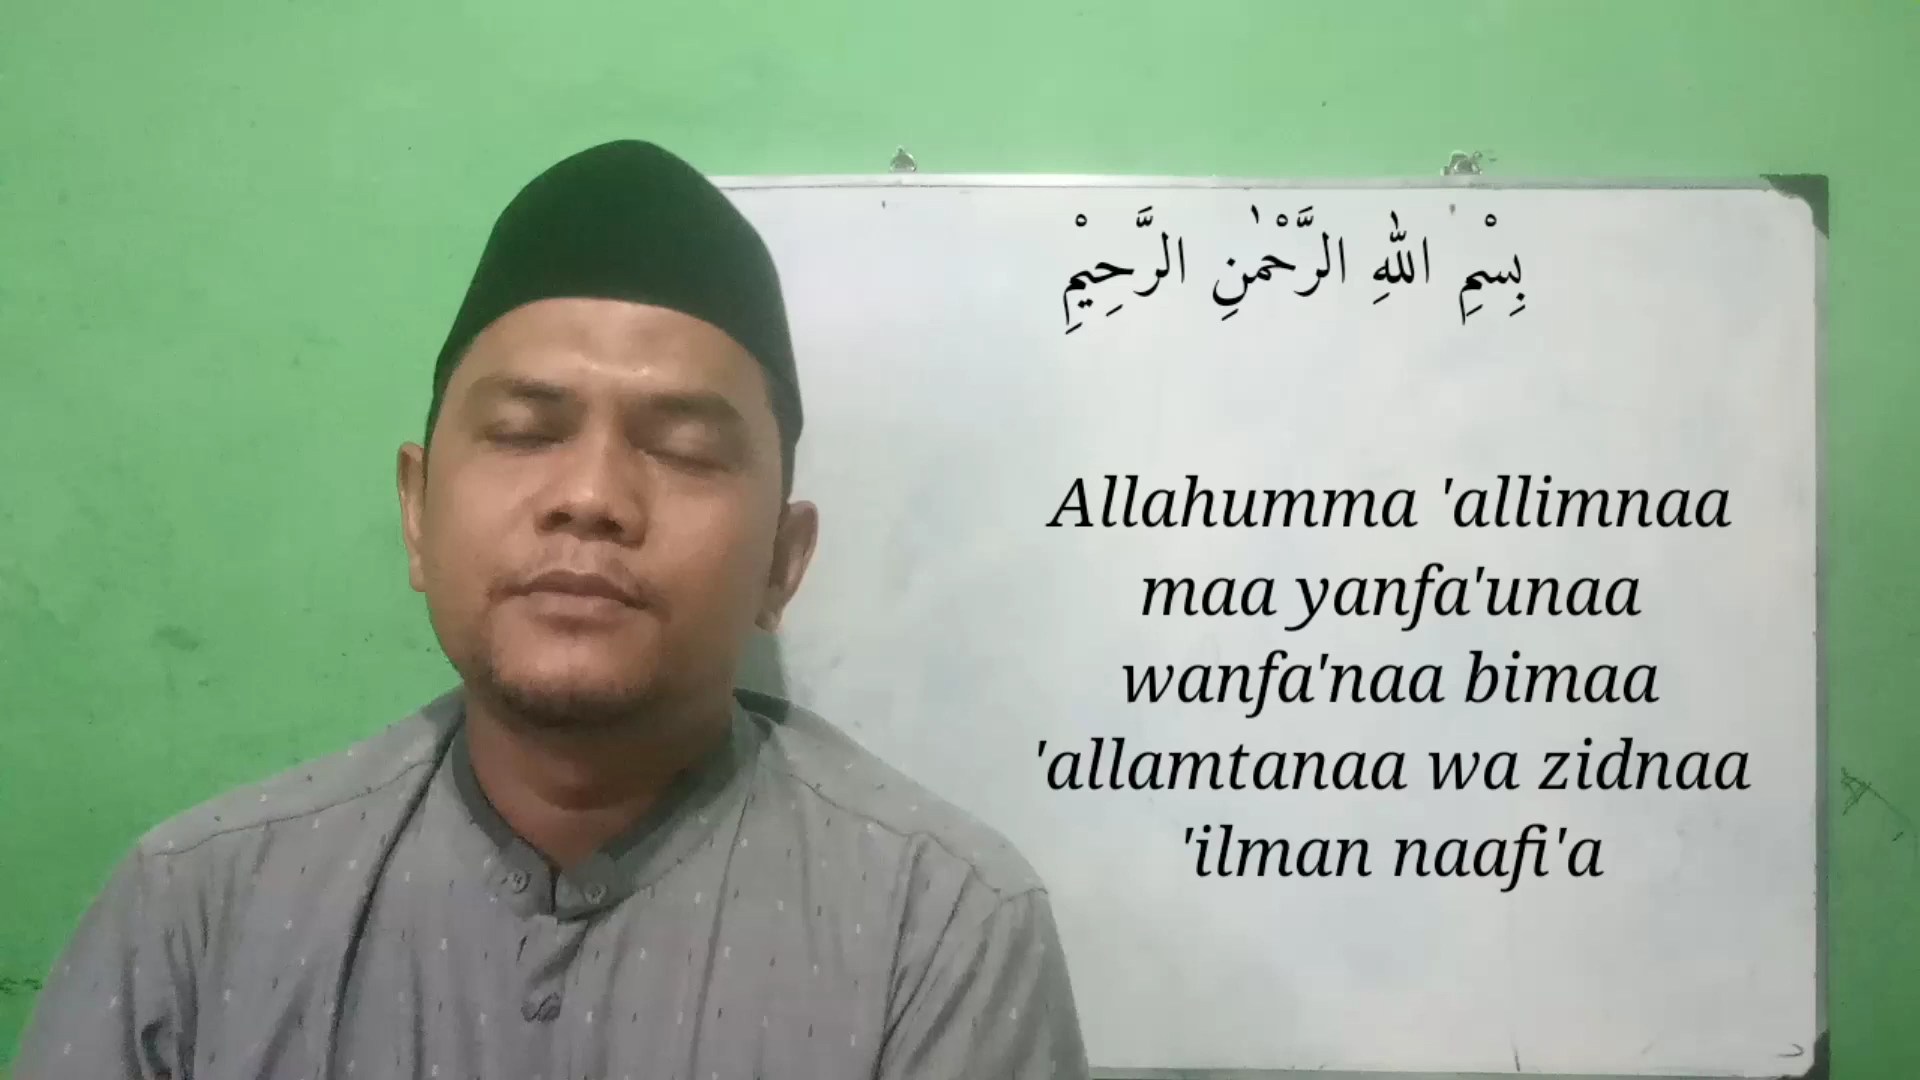 بِسْمِ اللّٰهِ الرَّحْمٰنِ الرَّحِيْمِ
Allahumma 'allimnaa
maa yanfa'unaa
wanfa'naa bimaa
'allamtanaa wa zidnaa
'ilman naafi'a